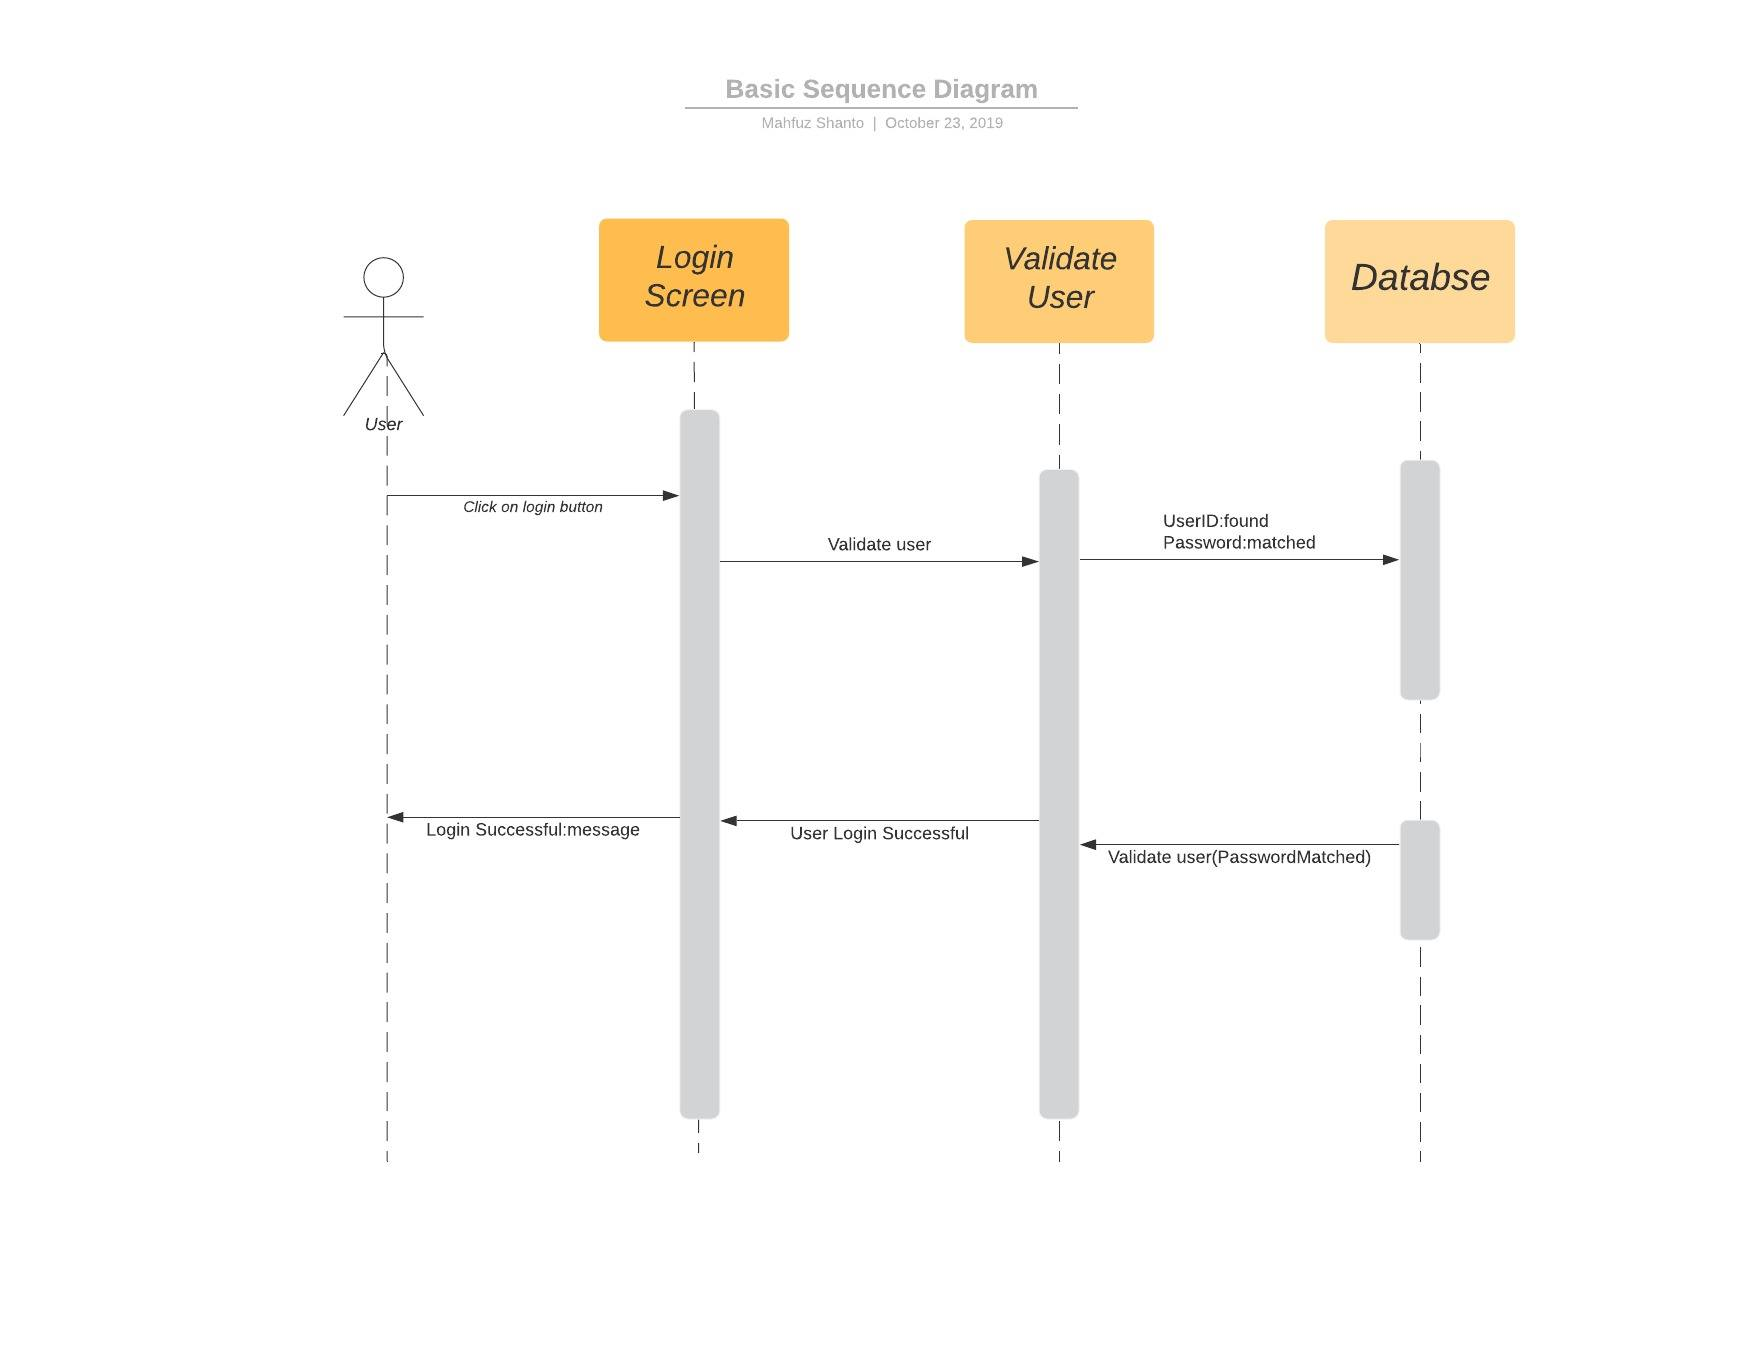 Basic Sequence Diagram
Mahfuz Shanto | October 23, 2019
Login
Screen
Validate
User
Databse
User
Click on login button
Validate user
UserID:found
Password:matched
Login Successful:message
User Login Successful
Validate user(PasswordMatched)